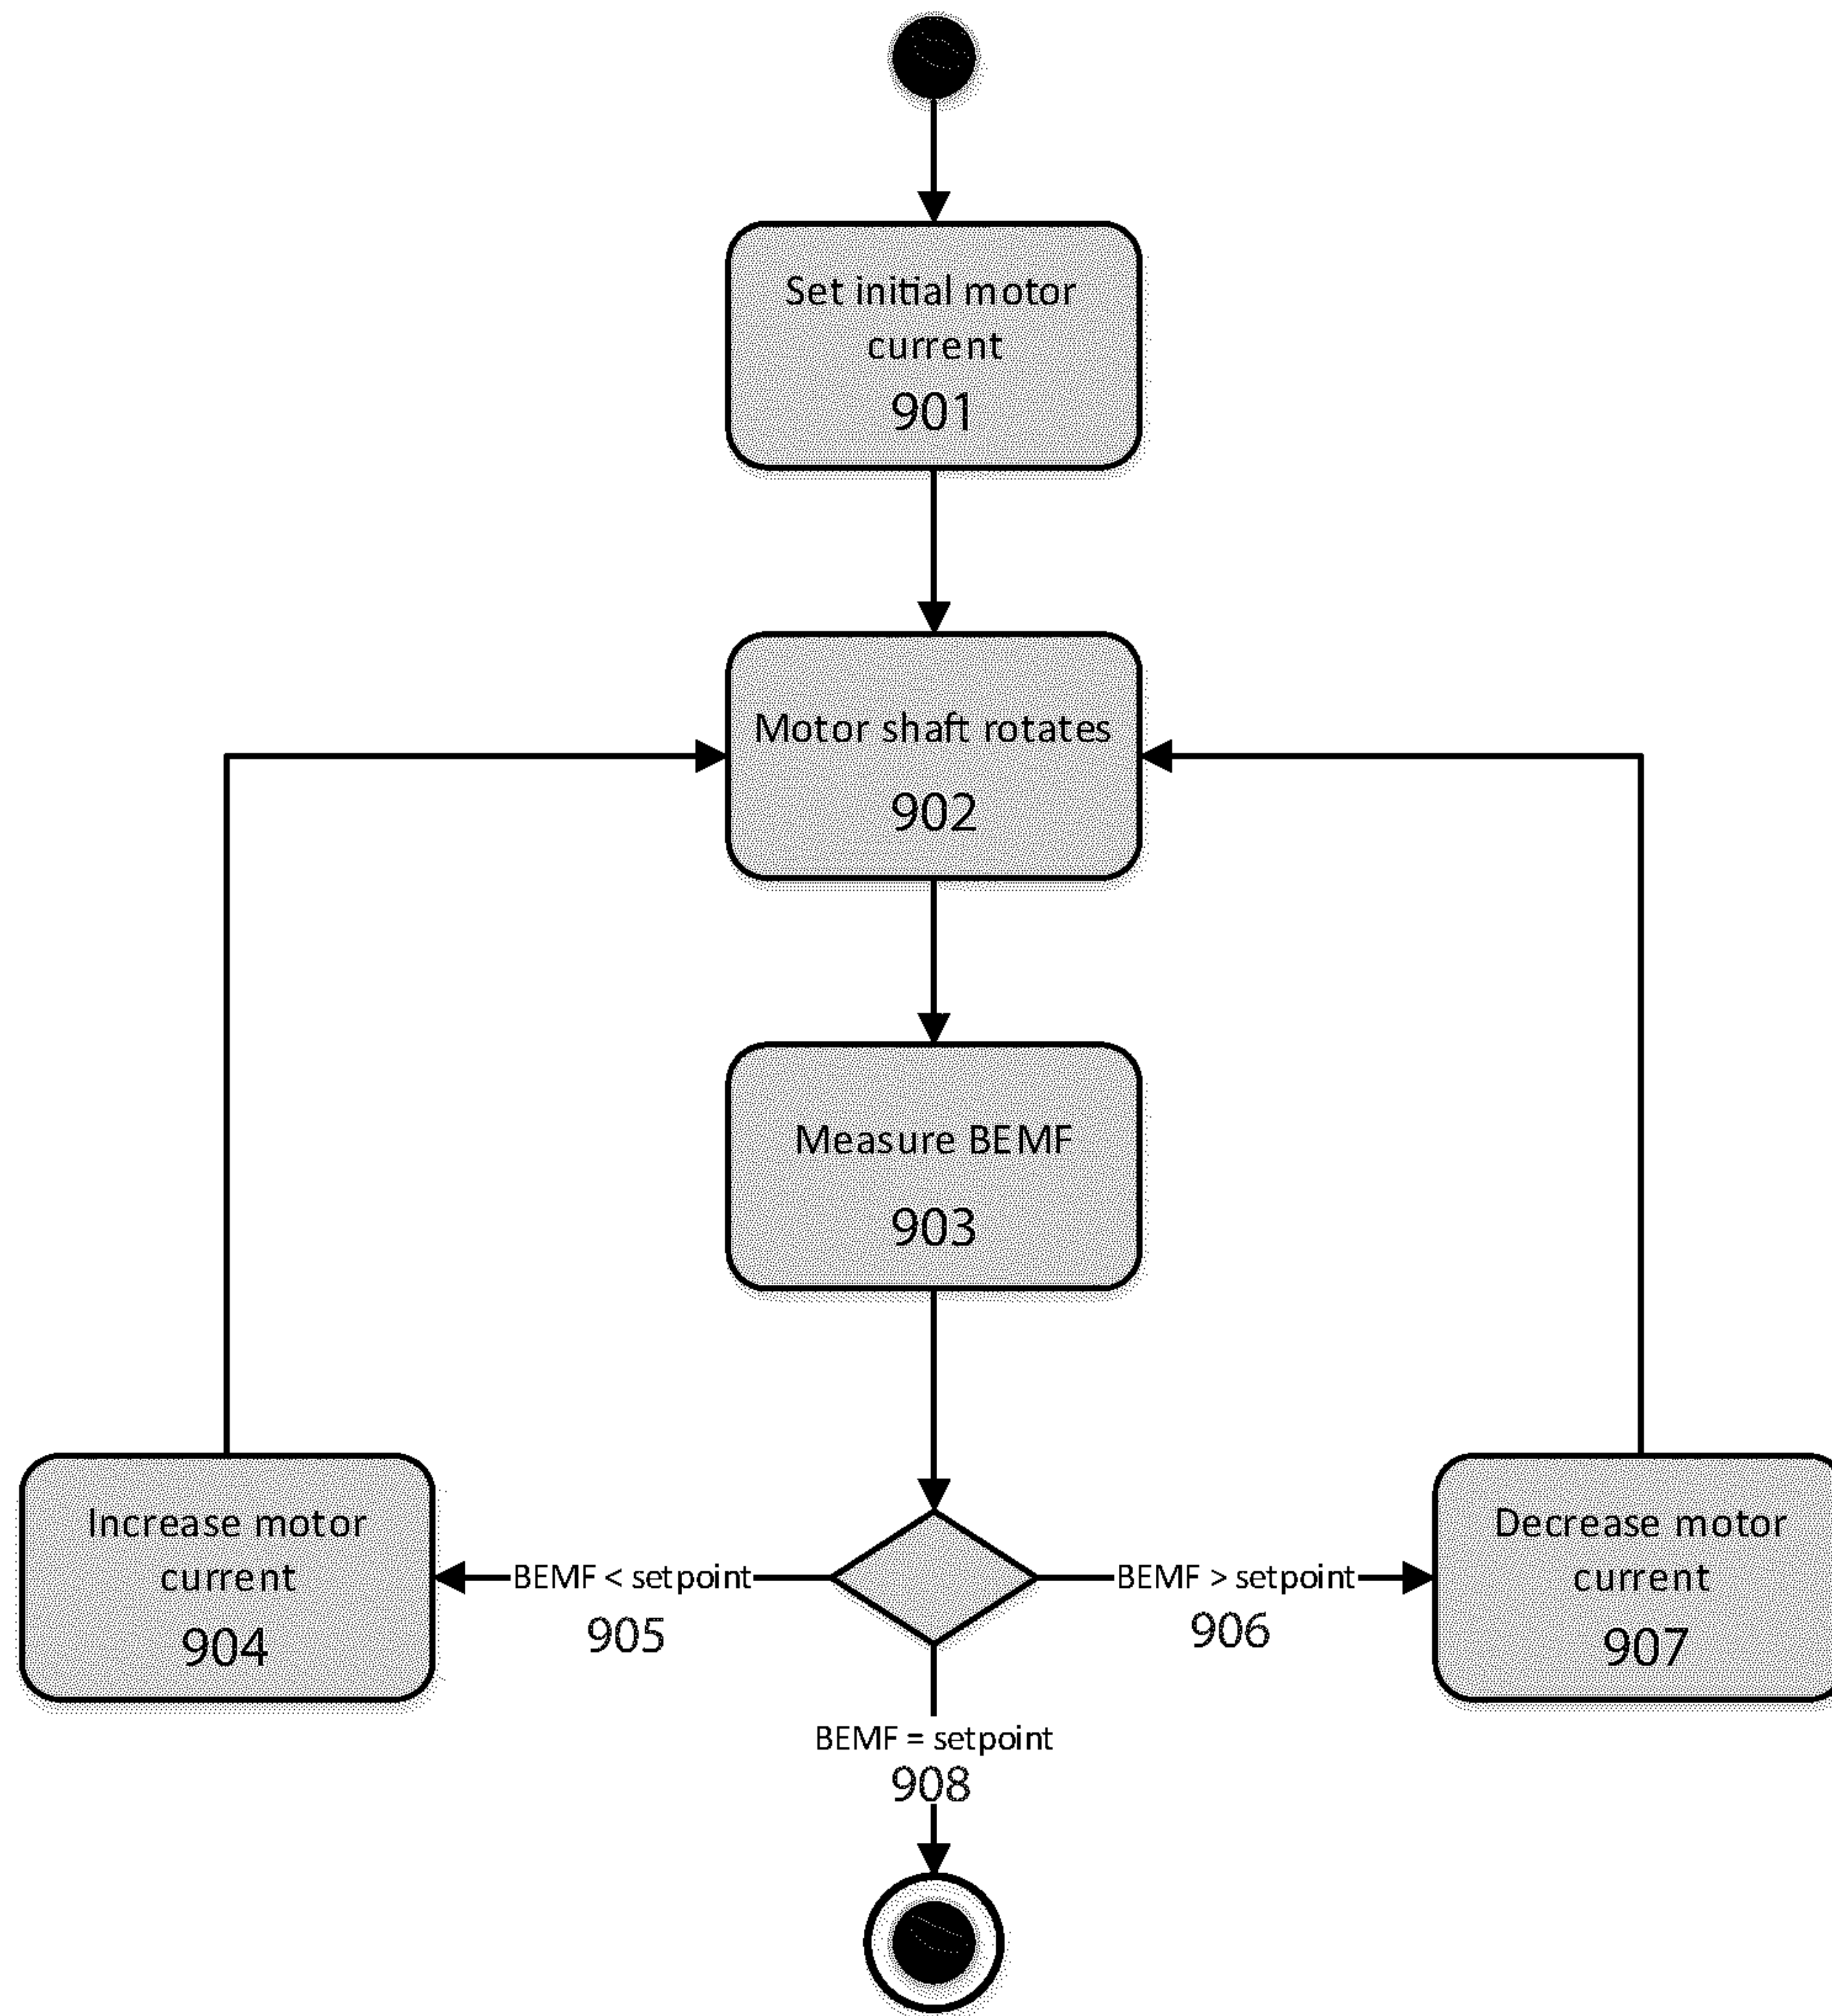 Set initial motor
current
901
Motor shaft rotates
902
Measure BEMF
903
Increase motor
current
904
BEMF < setpoint
905
BEMF > setpoint
906
Decrease motor
current
907
BEMF = setpoint
908